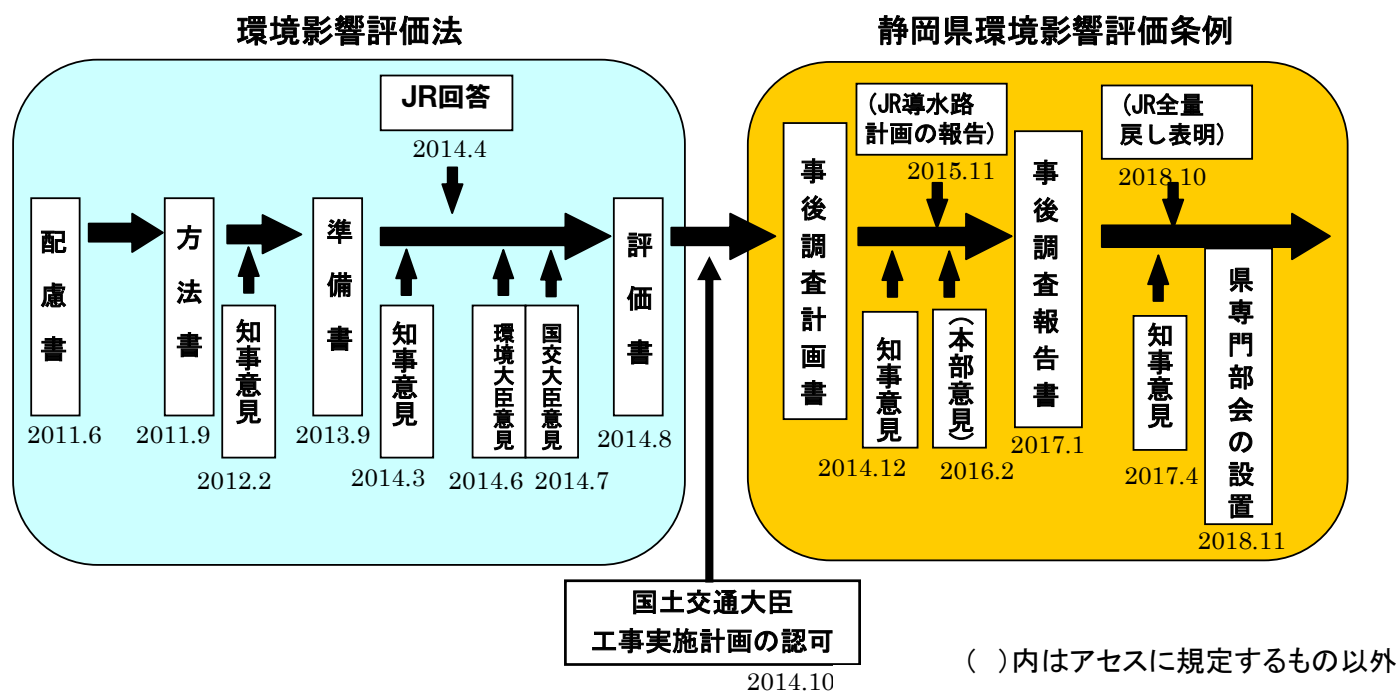 環境影響評価法
JR回答
2014.4
配慮書
2011.6
方法書
2011.9
知事意見
2012.2
準備書
2013.9
知事意見
2014.3
環境大臣意見
2014.6
国交大臣意見
2014.7
評価書
2014.8
国土交通大臣
工事実施計画の認可
2014.10
静岡県環境影響評価条例
事後調査計画書
(JR導水路
計画の報告)
2015.11
知事意見
2014.12
(本部意見)
2016.2
事後調査報告書
2017.1
(JR全量
戻し表明)
2018.10
知事意見
2017.4
県専門部会の設置
2018.11
( )内はアセスに規定するもの以外